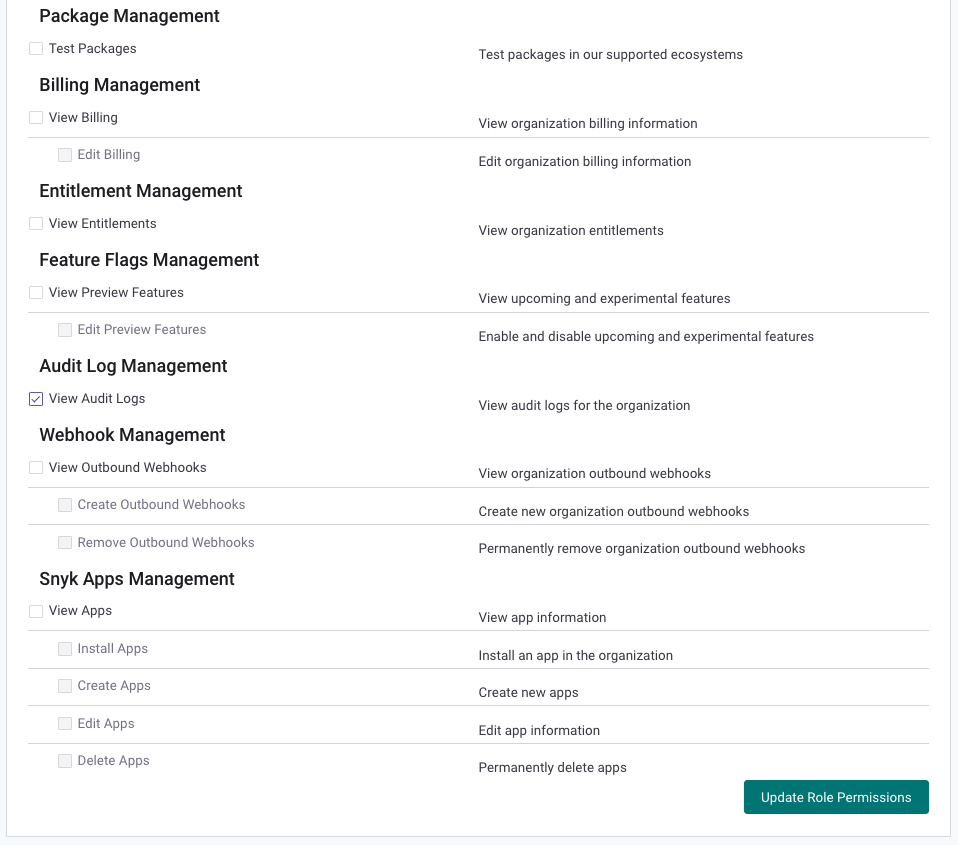 Package Management
Test Packages
Test packages in our supported ecosystems
Billing Management
View Billing
View organization billing information
Edit Billing
Edit organization billing information
Entitlement Management
View Entitlements
View organization entitlements
Feature Flags Management
View Preview Features
View upcoming and experimental features
Edit Preview Features
Enable and disable upcoming and experimental features
Audit Log Management
View Audit Logs
View audit logs for the organization
Webhook Management
View Outbound Webhooks
View organization outbound webhooks
Create Outbound Webhooks
Create new organization outbound webhooks
Remove Outbound Webhooks
Permanently remove organization outbound webhooks
Snyk Apps Management
View Apps
View app information
Install Apps
Install an app in the organization
Create Apps
Create new apps
Edit Apps
Edit app information
Delete Apps
Permanently delete apps
Update Role Permissions